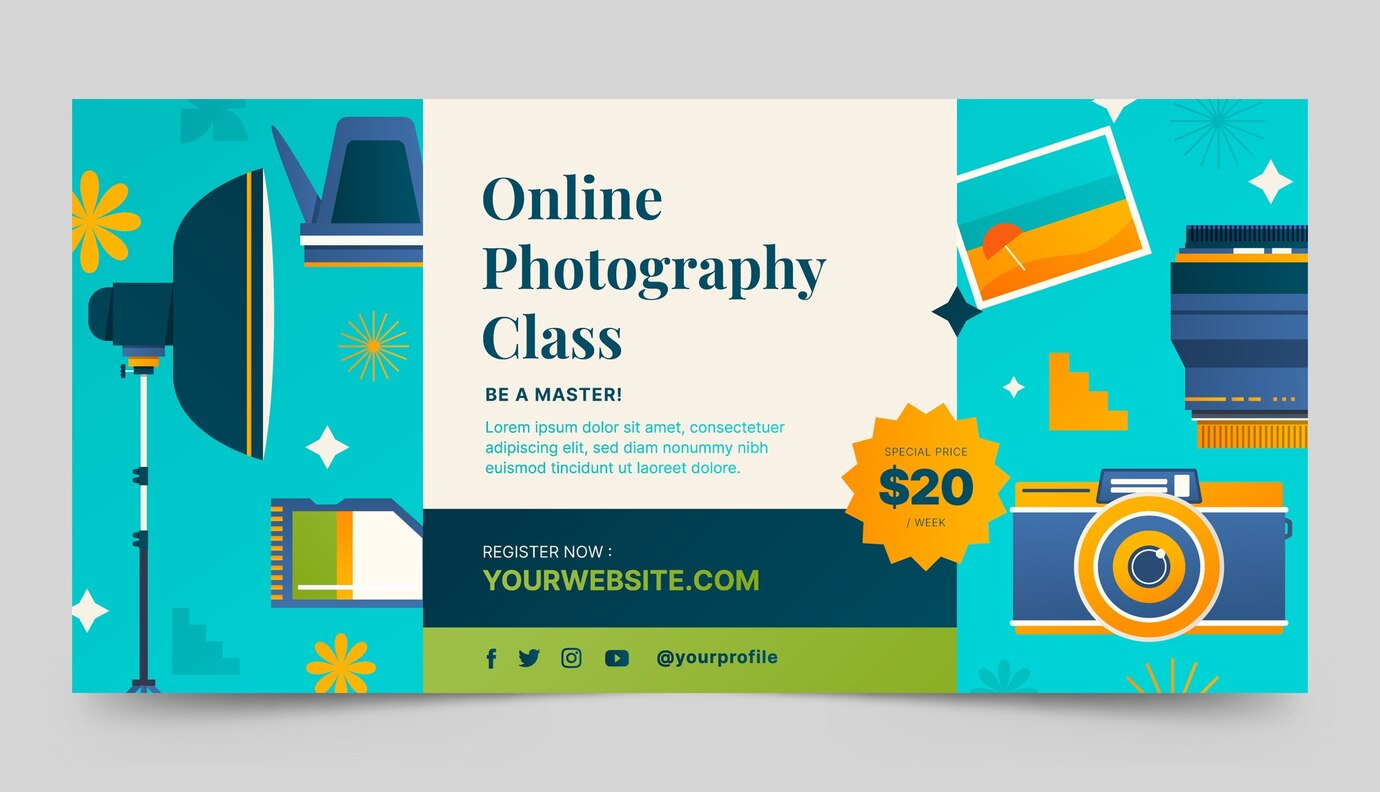 Online
Photography
Class
BE A MASTER!
Lorem ipsum dolor sit amet, consectetuer
adipiscing elit, sed diam nonummy nibh
euismod tincidunt ut laoreet dolore.
SPECIAL PRICE
$20
/ WEEK
REGISTER NOW :
YOURWEBSITE.COM
@yourprofile